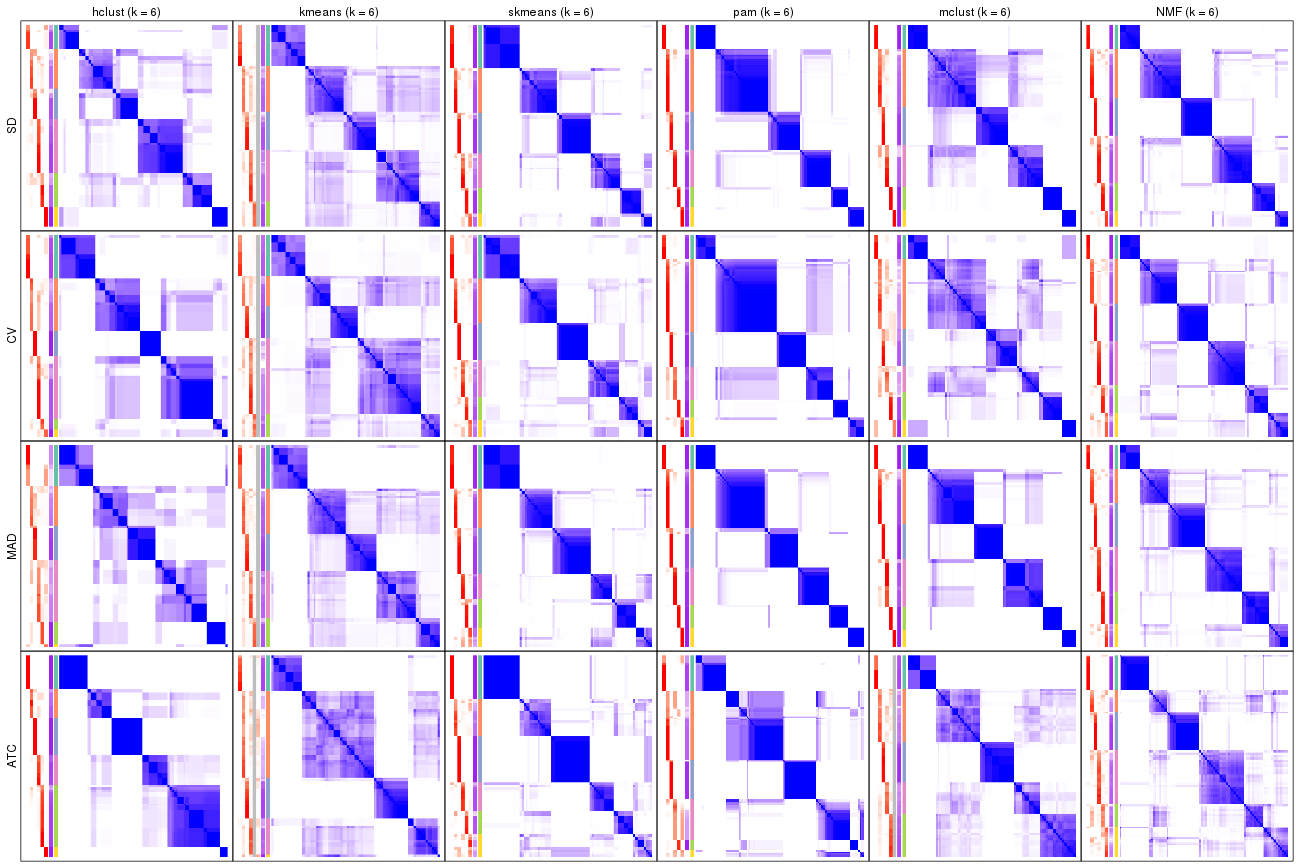 hclust (k = 6) kmeans (k = 6) skmeans (k = 6) pam (k = 6) mclust (k = 6) NMF (k = 6)
SD
CV
MAD
ATC